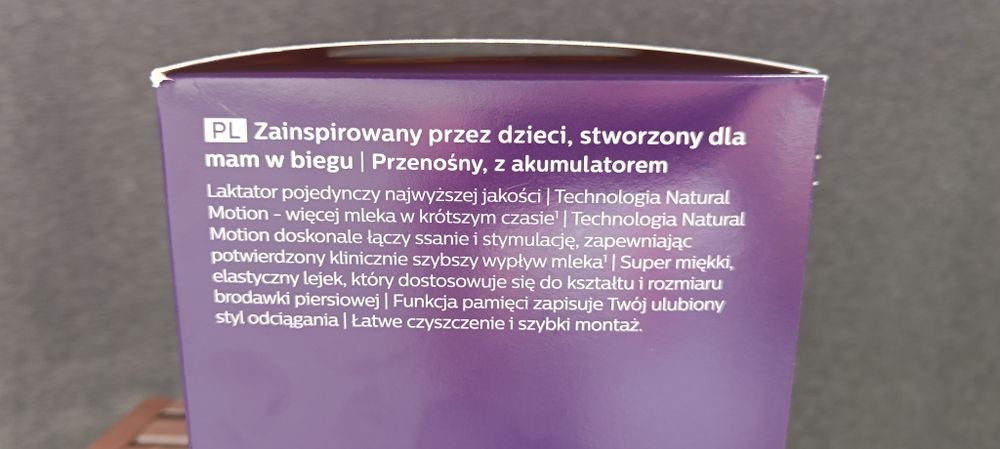 PL Zainspirowany przez dzieci, stworzony dla
mam w biegu | Przenośny, z akumulatorem
Laktator pojedynczy najwyższej jakości | Technologia Natural
Motion - więcej mleka w krótszym czasie¹ | Technologia Natural
Motion doskonale łączy ssanie i stymulację, zapewniając
potwierdzony klinicznie szybszy wypływ mleka¹ | Super miękki,
elastyczny lejek, który dostosowuje się do kształtu i rozmiaru
brodawki piersiowej | Funkcja pamięci zapisuje Twój ulubiony
styl odciągania | Łatwe czyszczenie i szybki montaż.